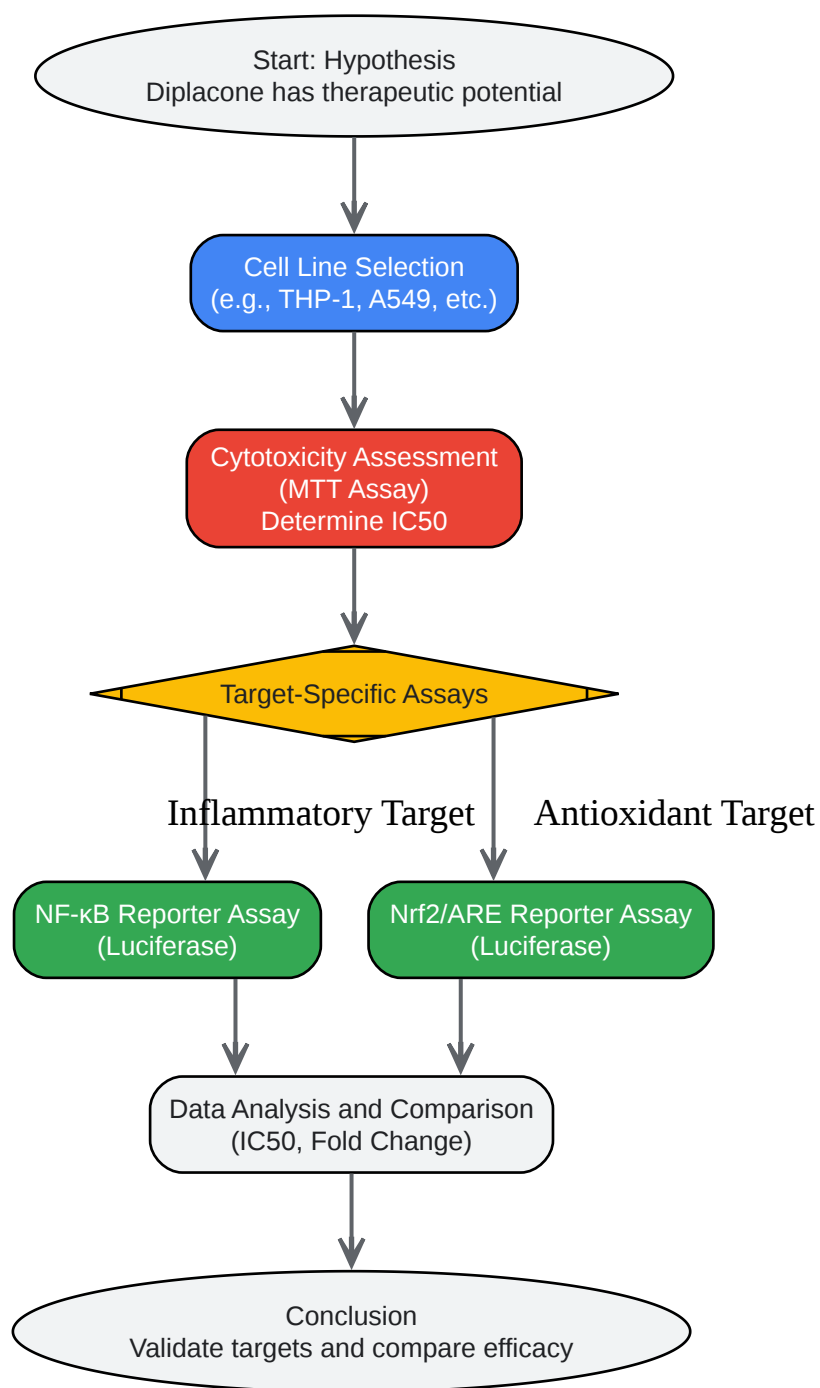 Start: Hypothesis
Diplacone has therapeutic potential
Cell Line Selection
(e.g., THP-1, A549, etc.)
Cytotoxicity Assessment
(MTT Assay)
Determine IC50
Target-Specific Assays
Inflammatory Target
Antioxidant Target
NF-κB Reporter Assay
(Luciferase)
Nrf2/ARE Reporter Assay
(Luciferase)
Data Analysis and Comparison
(IC50, Fold Change)
Conclusion
Validate targets and compare efficacy